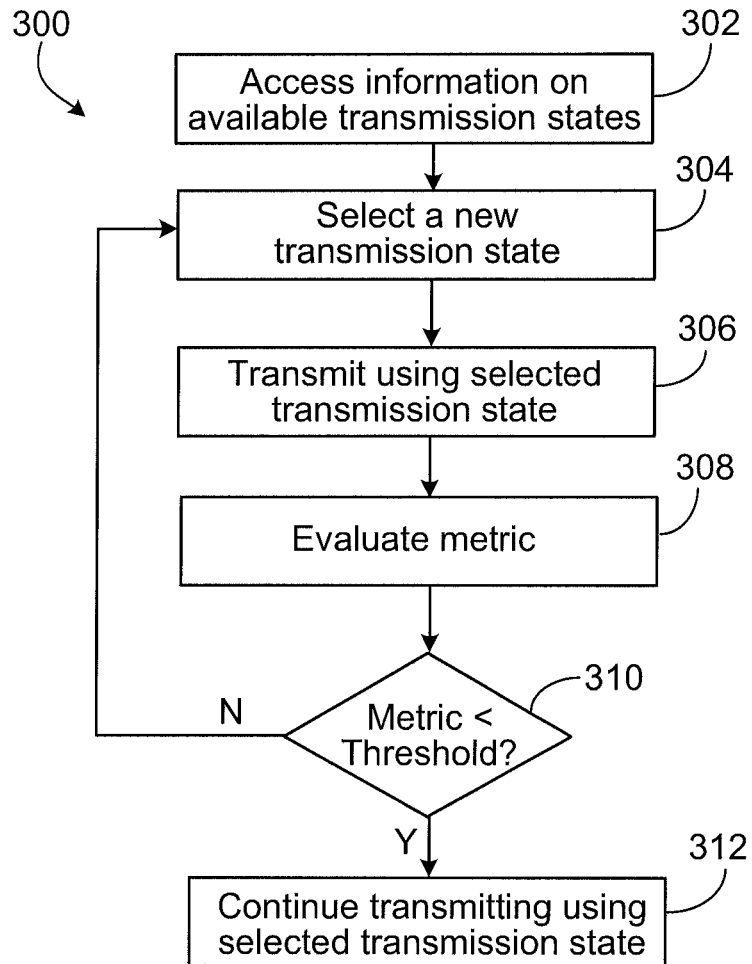 300
302
Access information on
available transmission states
304
Select a new
transmission state
306
Transmit using selected
transmission state
308
Evaluate metric
310
Metric <
Threshold?
N
Y
312
Continue transmitting using
selected transmission state